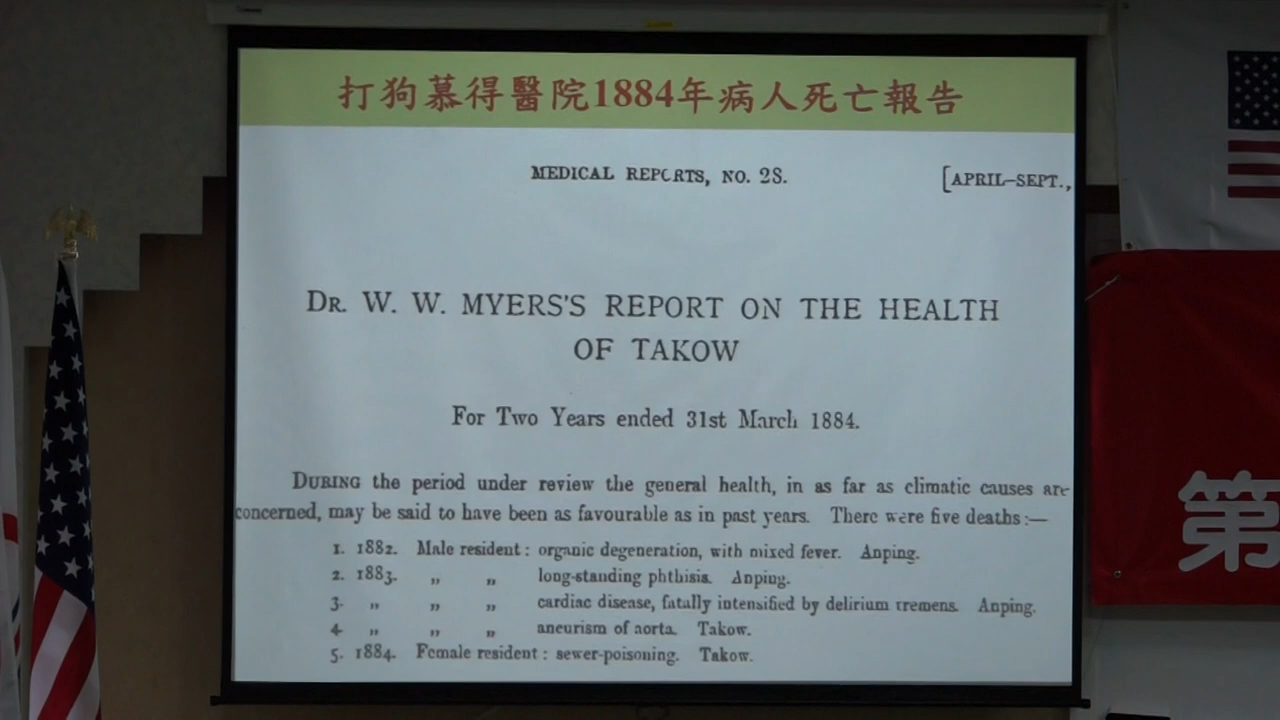 打狗慕得醫院1884年病人死亡報告
MEDICAL REPORTS, NO. 28. [APRIL–SEPT.,
DR. W. W. MYERS'S REPORT ON THE HEALTH
OF TAKOW
For Two Years ended 31st March 1884.
DURING the period under review the general health, in as far as climatic causes are
concerned, may be said to have been as favourable as in past years. There were five deaths:—
1. 1882. Male resident: organic degeneration, with mixed fever. Anping.
2. 1883. „ „ long-standing phthisis. Anping.
3. „ „ „ cardiac disease, fatally intensified by delirium tremens. Anping.
4. „ „ „ aneurism of aorta. Takow.
5. 1884. Female resident: sewer-poisoning. Takow.
第